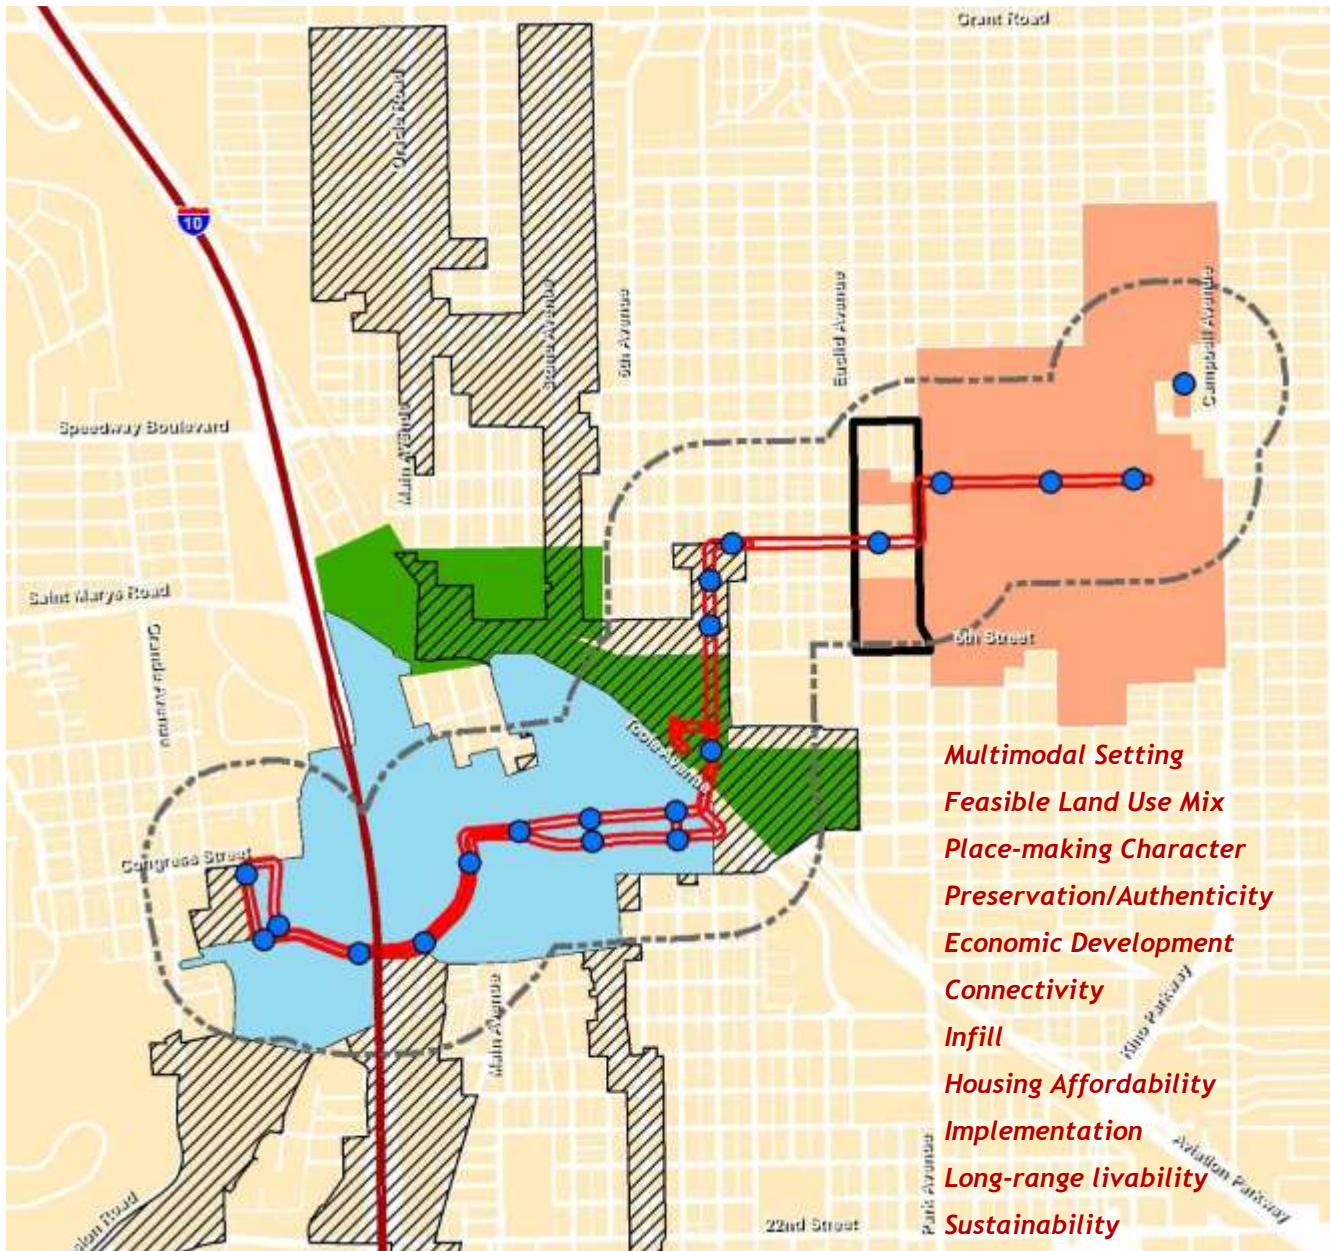 Grant Road
Oracle Road
10
Stone Avenue
6th Avenue
Euclid Avenue
Campbell Avenue
Speedway Boulevard
Main Avenue
Saint Marys Road
Grande Avenue
6th Street
Toole Avenue
Congress Street
Multimodal Setting
Feasible Land Use Mix
Place-making Character
Preservation/Authenticity
Economic Development
Connectivity
Infill
Housing Affordability
Implementation
Long-range livability
Sustainability
Main Avenue
Kino Parkway
Aviation Parkway
Park Avenue
22nd Street
Road